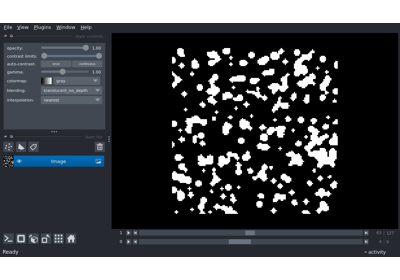 File View Plugins Window Help
opacity: 1.00
contrast limits:
auto-contrast: once continuous
gamma: 1.00
colormap: gray
blending: translucent_no_depth
interpolation: nearest
Image
1
0
Ready
activity